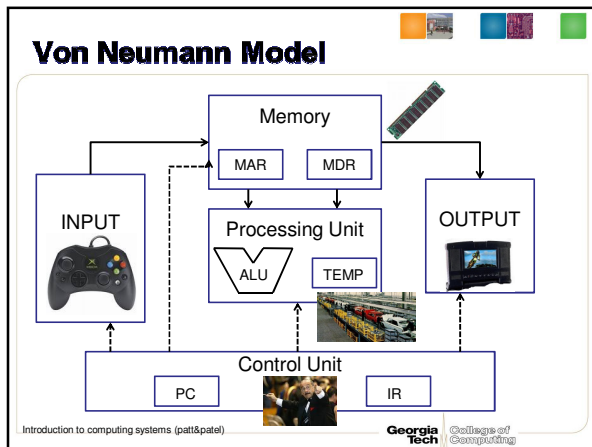 Von Neumann Model
Memory
MAR
MDR
INPUT
Processing Unit
ALU
TEMP
OUTPUT
Control Unit
PC
IR
Introduction to computing systems (patt&patel)
Georgia Tech
College of Computing